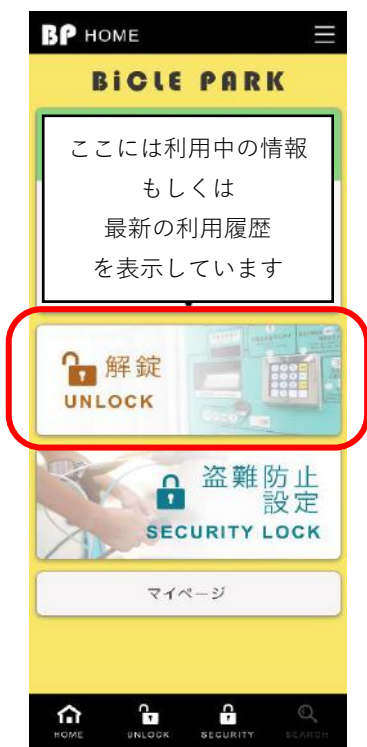 BP HOME
BiCLE PARK
ここには利用中の情報
もしくは
最新の利用履歴
を表示しています
解錠
UNLOCK
盗難防止
設定
SECURITY LOCK
マイページ
HOME UNLOCK SECURITY SEARCH